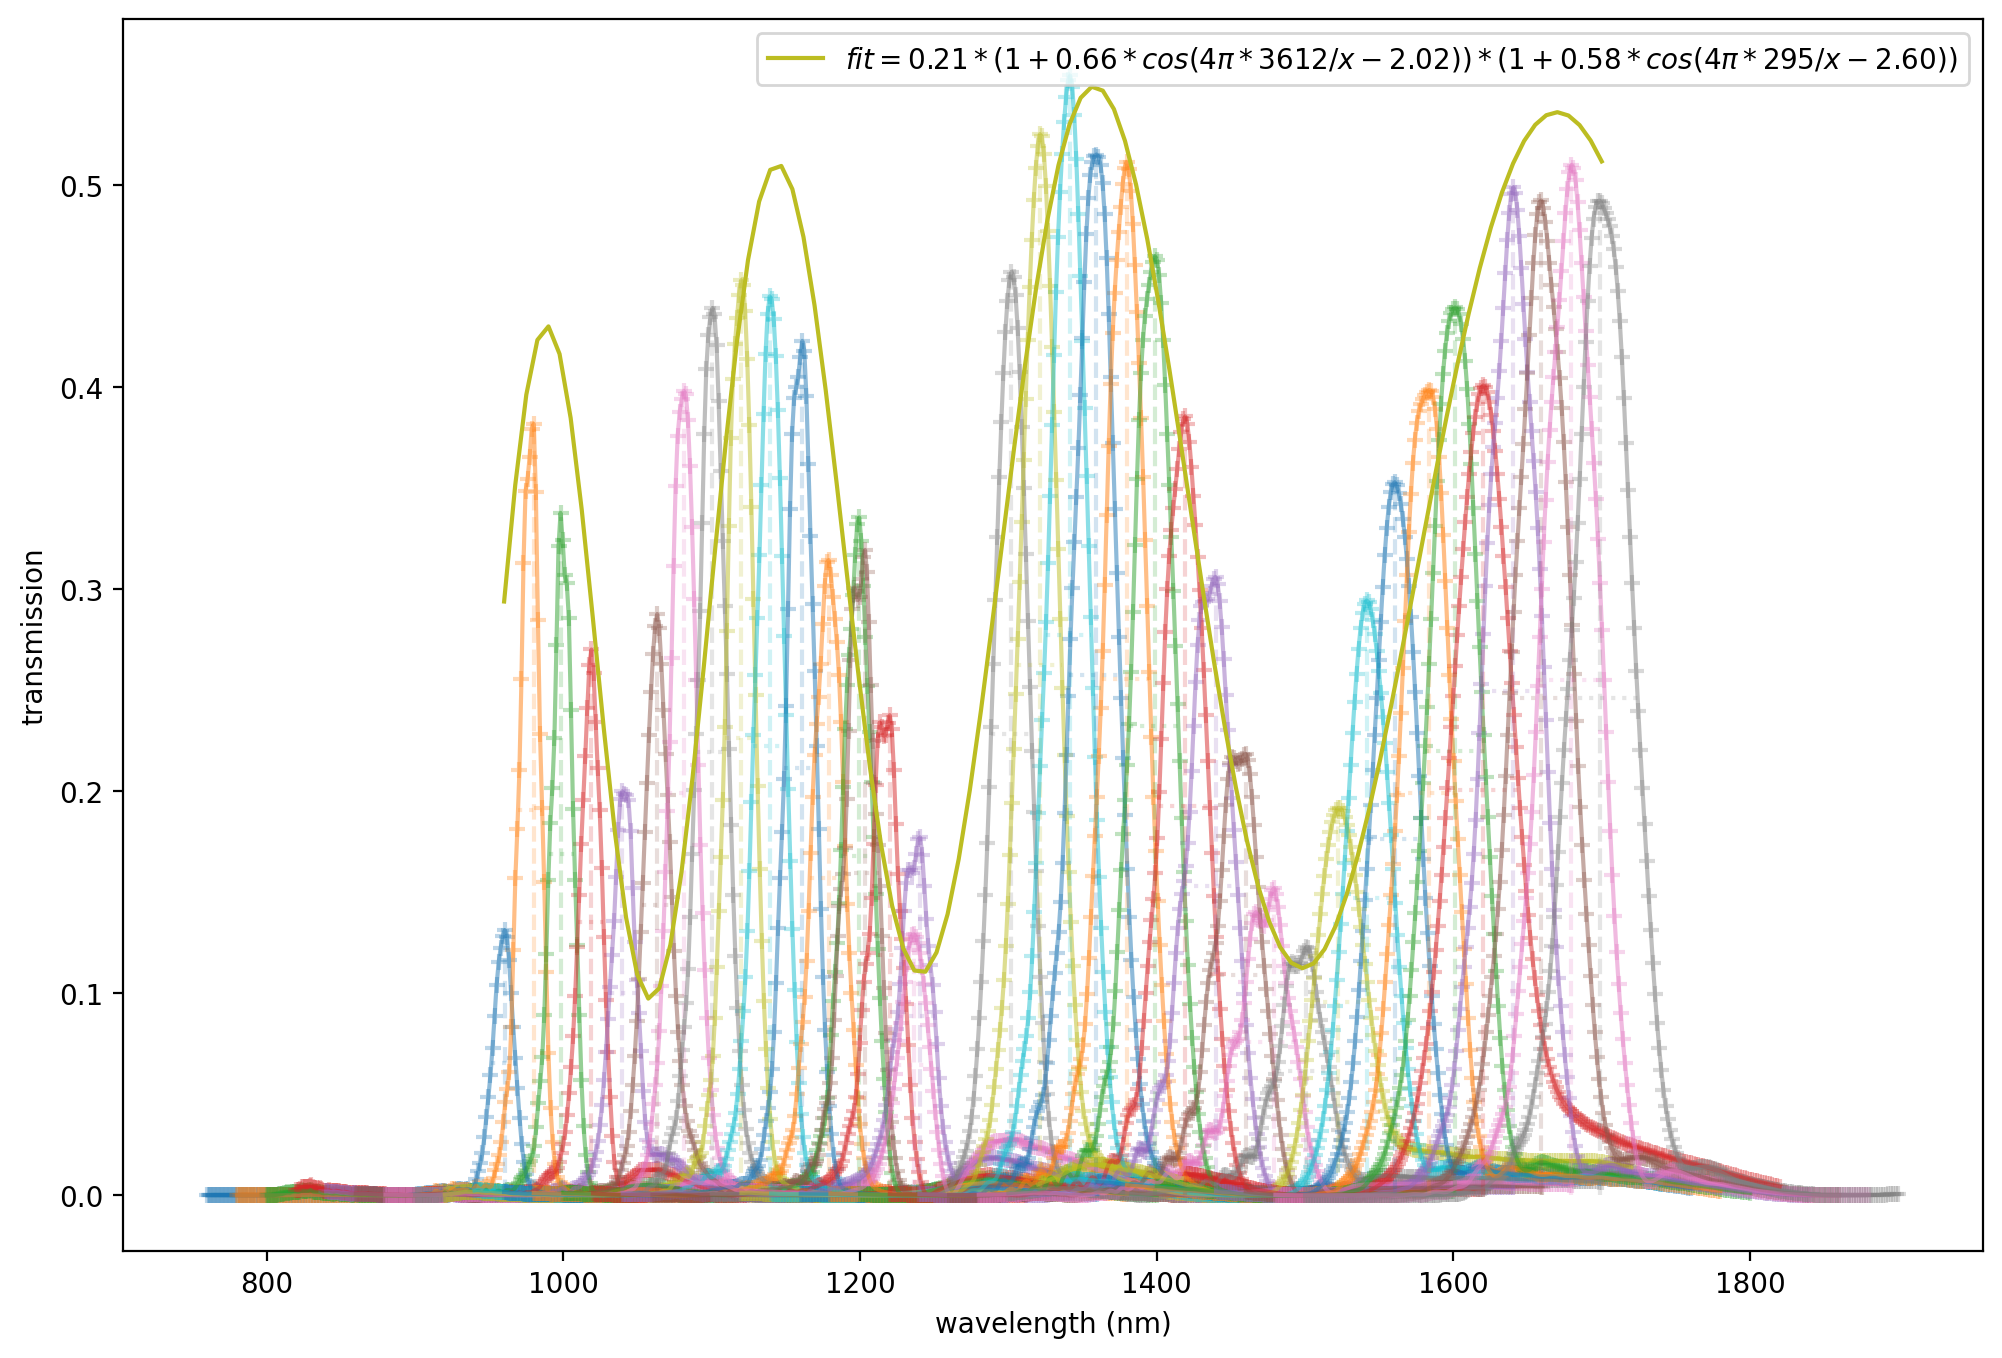 fit = 0.21 * (1 + 0.66 * cos(4π * 3612/x − 2.02)) * (1 + 0.58 * cos(4π * 295/x − 2.60))
0.5
0.4
0.3
0.2
0.1
0.0
transmission
800 1000 1200 1400 1600 1800
wavelength (nm)